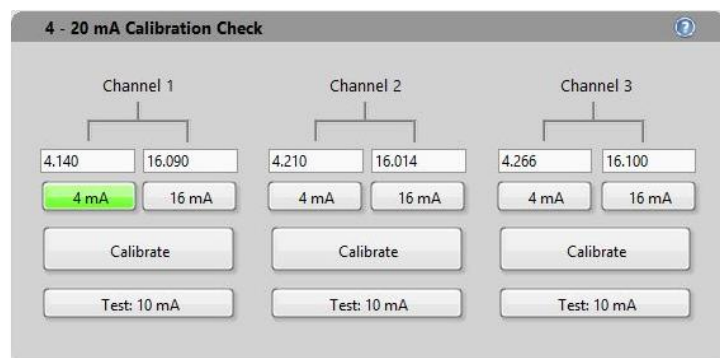 4 - 20 mA Calibration Check
?
Channel 1 Channel 2 Channel 3
4.140 16.090 4.210 16.014 4.266 16.100
4 mA 16 mA 4 mA 16 mA 4 mA 16 mA
Calibrate Calibrate Calibrate
Test: 10 mA Test: 10 mA Test: 10 mA